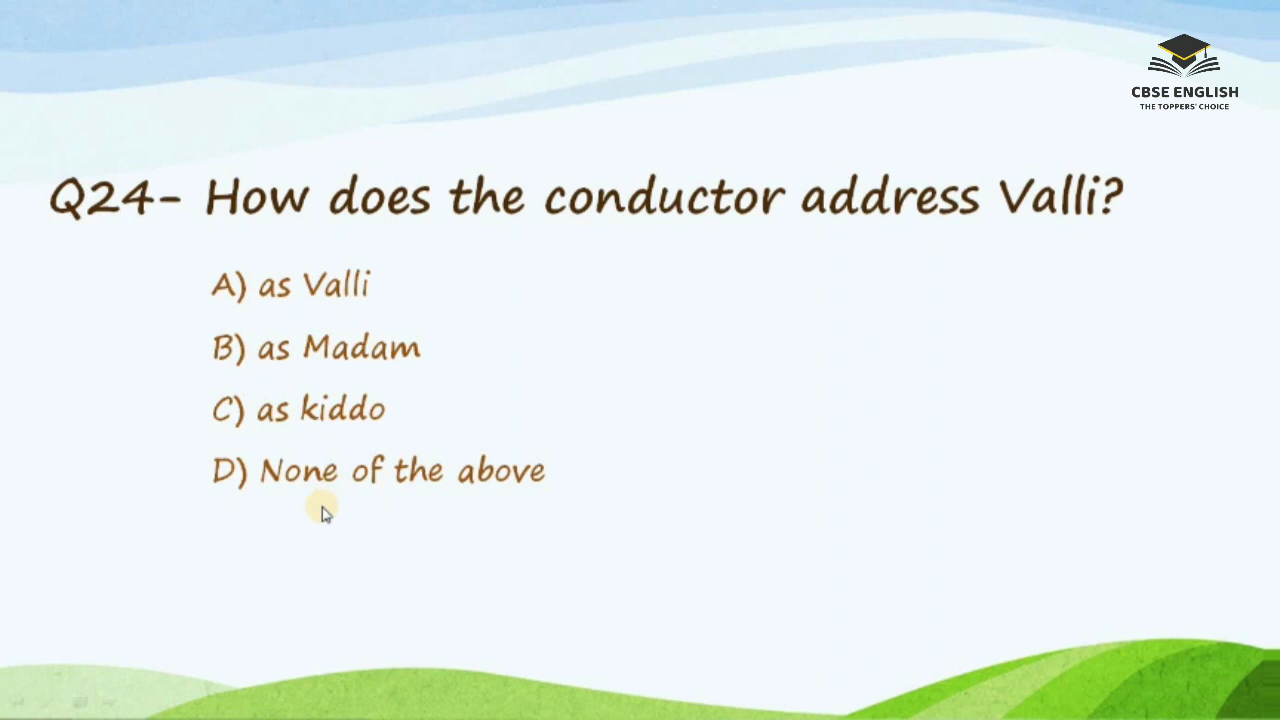 CBSE ENGLISH
THE TOPPERS' CHOICE
Q24- How does the conductor address Valli?
A) as Valli
B) as Madam
C) as kiddo
D) None of the above